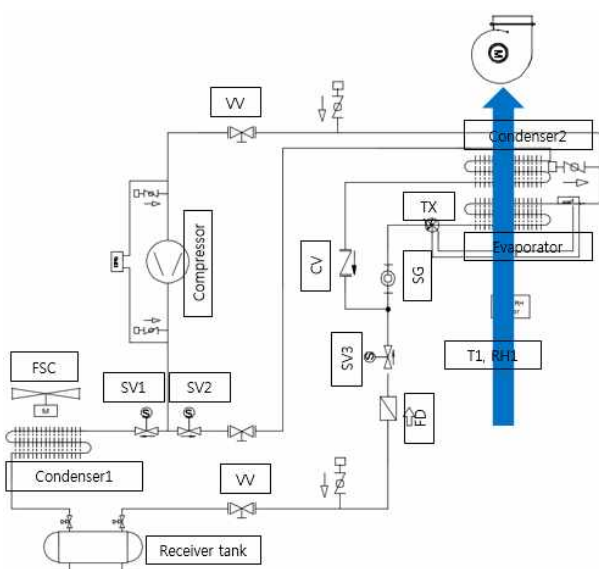 M
VV
Condenser2
TX
Evaporator
Compressor
CV
SG
SV3
T1, RH1
FSC
SV1
SV2
S
S
S
M
FD
Condenser1
VV
Receiver tank